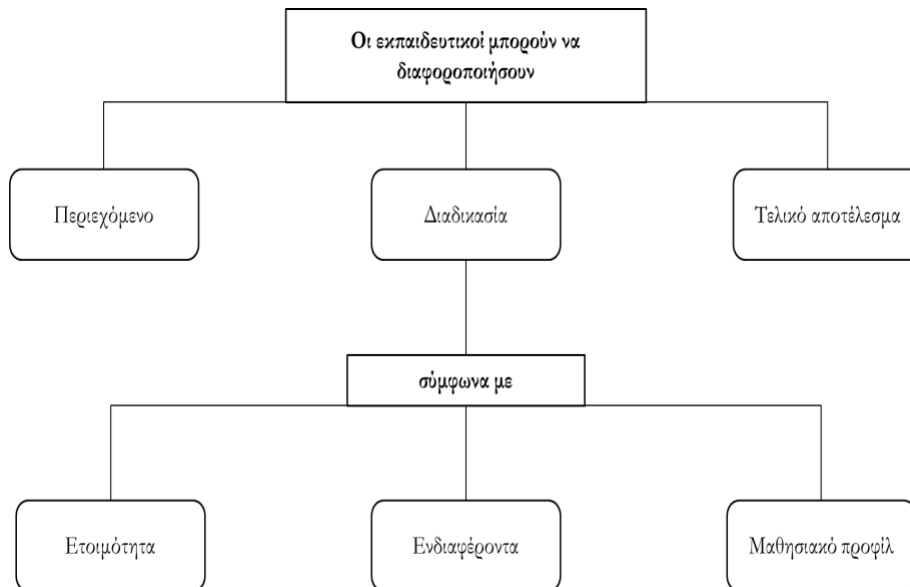 Οι εκπαιδευτικοί μπορούν να
διαφοροποιήσουν
Περιεχόμενο
Διαδικασία
Τελικό αποτέλεσμα
σύμφωνα με
Ετοιμότητα
Ενδιαφέροντα
Μαθησιακό προφίλ